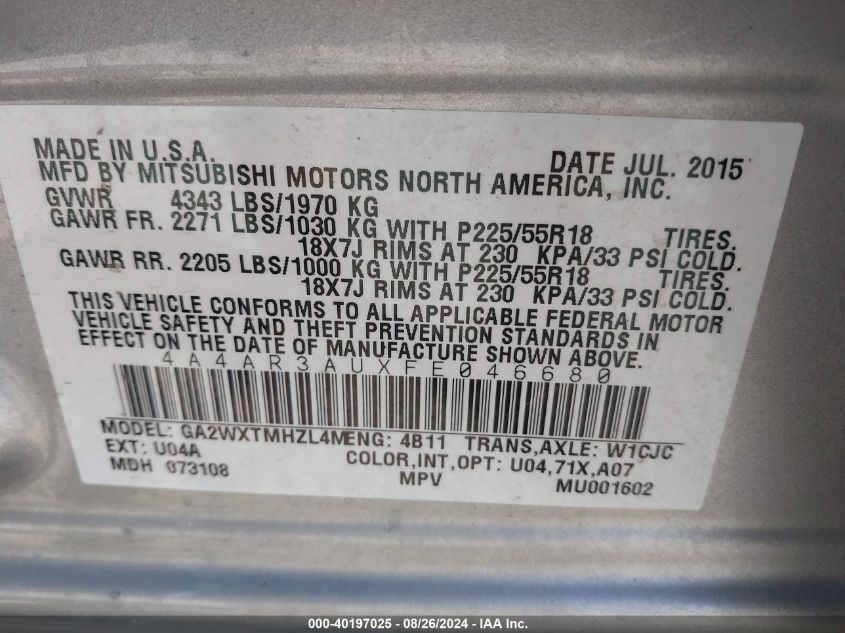 MADE IN U.S.A. DATE JUL. 2015
MFD BY MITSUBISHI MOTORS NORTH AMERICA, INC.
GVWR 4343 LBS/1970 KG
GAWR FR. 2271 LBS/1030 KG WITH P225/55R18 TIRES.
18X7J RIMS AT 230 KPA/33 PSI COLD.
GAWR RR. 2205 LBS/1000 KG WITH P225/55R18 TIRES.
18X7J RIMS AT 230 KPA/33 PSI COLD.
THIS VEHICLE CONFORMS TO ALL APPLICABLE FEDERAL MOTOR
VEHICLE SAFETY AND THEFT PREVENTION STANDARDS IN
EFFECT ON THE DATE OF MANUFACTURE SHOWN ABOVE.
4A4AR3AUXFE046680
MODEL: GA2WXTMHZL4MENG: 4B11 TRANS,AXLE: W1CJC
EXT: U04A COLOR,INT,OPT: U04,71X,A07
MDH 073108 MPV MU001602
000-40197025 - 08/26/2024 - IAA Inc.